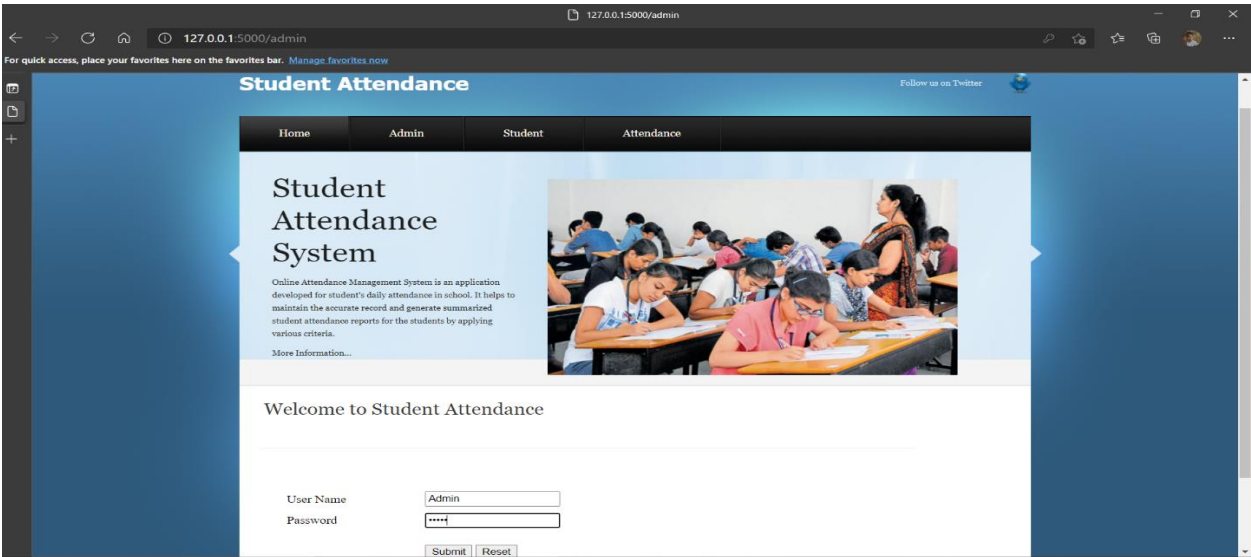 127.0.0.1:5000/admin
127.0.0.1:5000/admin
For quick access, place your favorites here on the favorites bar. Manage favorites now
Student Attendance
Follow us on Twitter
Home Admin Student Attendance
Student
Attendance
System
Online Attendance Management System is an application
developed for student's daily attendance in school. It helps to
maintain the accurate record and generate summarized
student attendance reports for the students by applying
various criteria.
More Information...
Welcome to Student Attendance
User Name Admin
Password •••••
Submit Reset